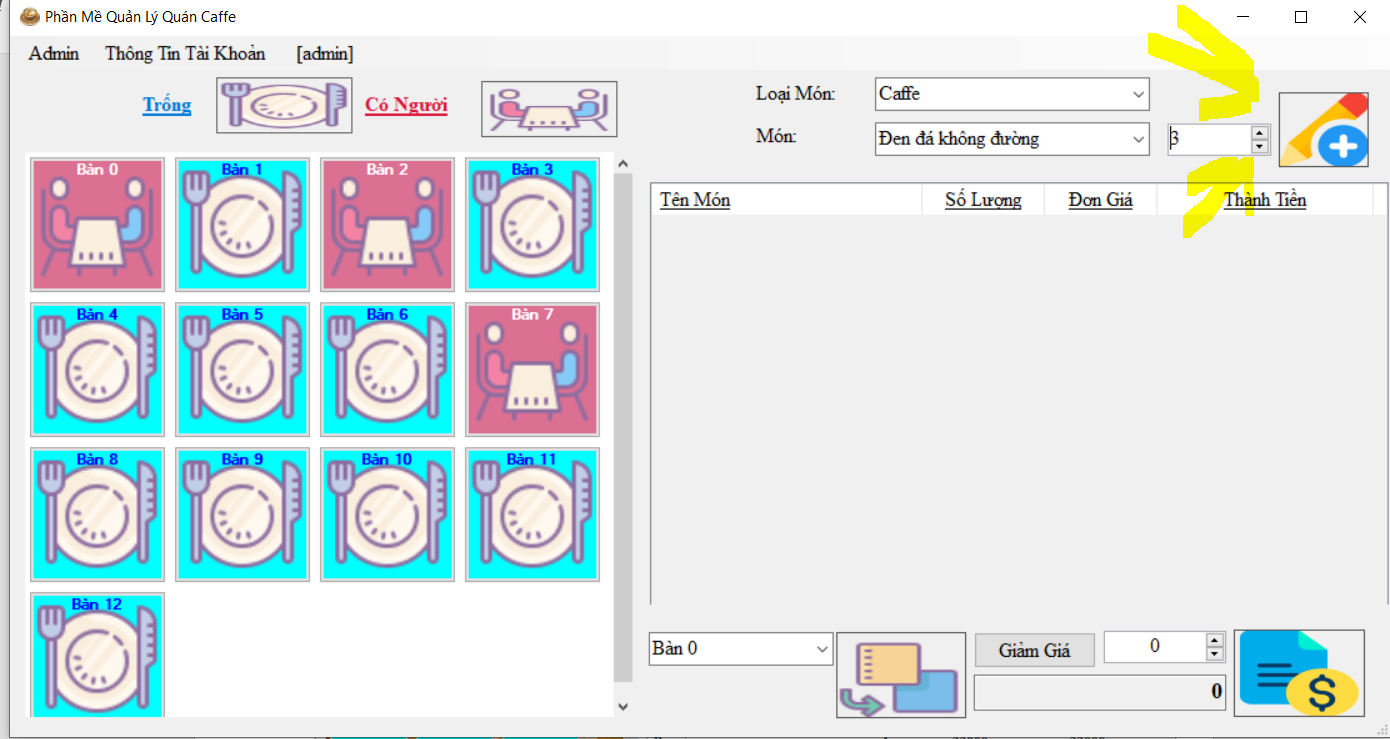 Phần Mề Quản Lý Quán Caffe
Admin Thông Tin Tài Khoản [admin]
Trống Có Người
Loại Món: Caffe
Món: Đen đá không đường 3
Tên Món Số Lượng Đơn Giá Thành Tiền
Bàn 0 Bàn 1 Bàn 2 Bàn 3
Bàn 4 Bàn 5 Bàn 6 Bàn 7
Bàn 8 Bàn 9 Bàn 10 Bàn 11
Bàn 12
Bàn 0 Giảm Giá 0
0